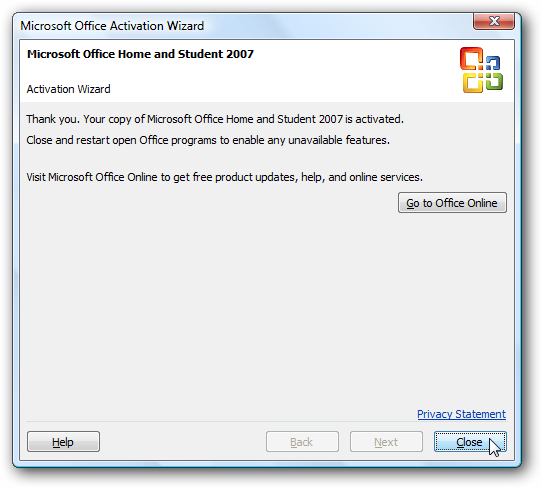 Microsoft Office Activation Wizard
Microsoft Office Home and Student 2007
Activation Wizard
Thank you. Your copy of Microsoft Office Home and Student 2007 is activated.
Close and restart open Office programs to enable any unavailable features.
Visit Microsoft Office Online to get free product updates, help, and online services.
Go to Office Online
Privacy Statement
Help Back Next Close